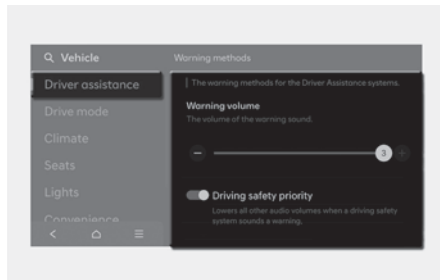 Vehicle
Warning methods
Driver assistance
The warning methods for the Driver Assistance systems.
Drive mode
Warning volume
The volume of the warning sound.
Climate
3
Seats
Lights
Driving safety priority
Lowers all other audio volumes when a driving safety
system sounds a warning.
Convenience